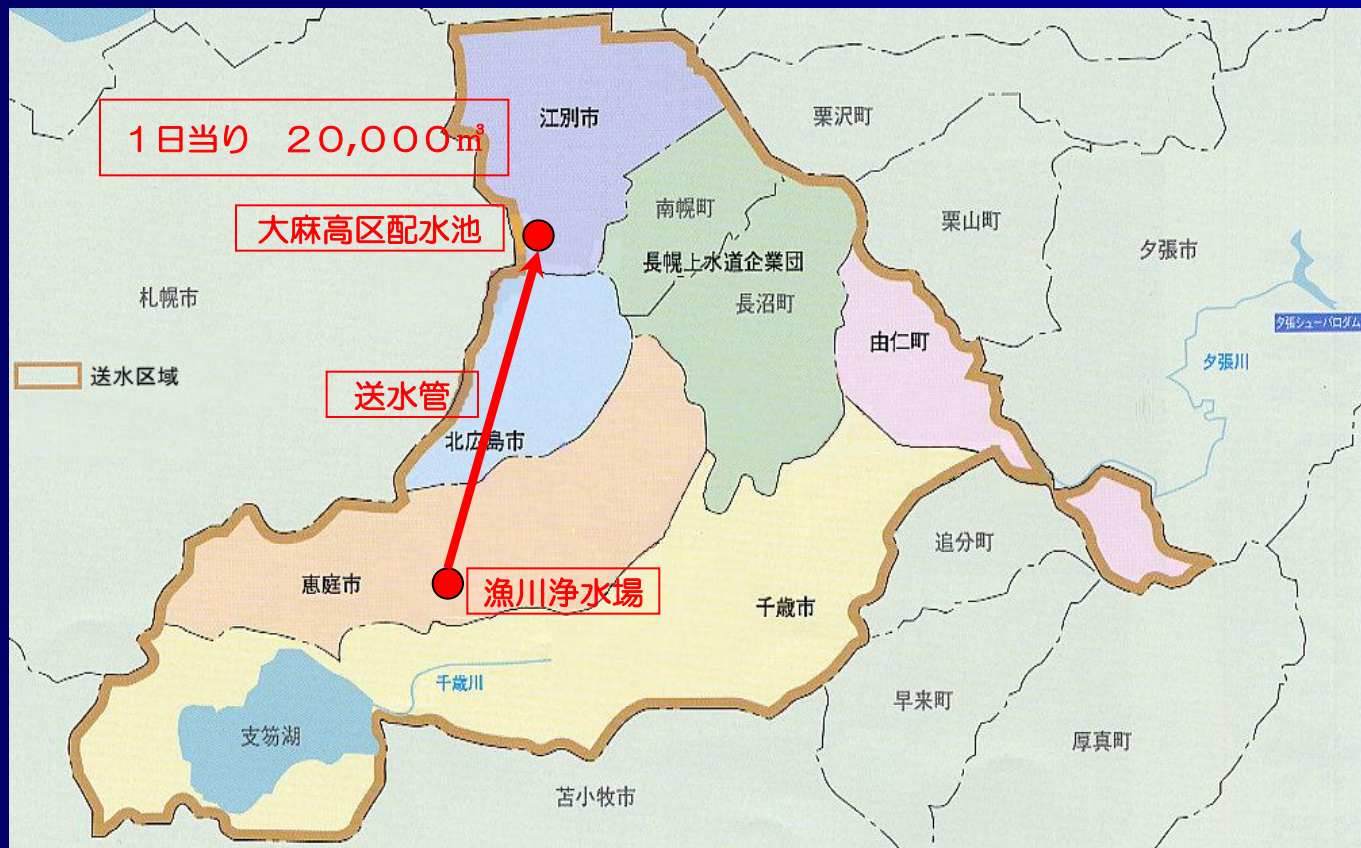 江別市
栗沢町
1日当り 20,000㎥
南幌町
栗山町
大麻高区配水池
夕張市
長幌上水道企業団
札幌市
長沼町
夕張シューパロダム
由仁町
夕張川
送水区域
送水管
北広島市
追分町
恵庭市
漁川浄水場
千歳市
千歳川
早来町
支笏湖
厚真町
苫小牧市